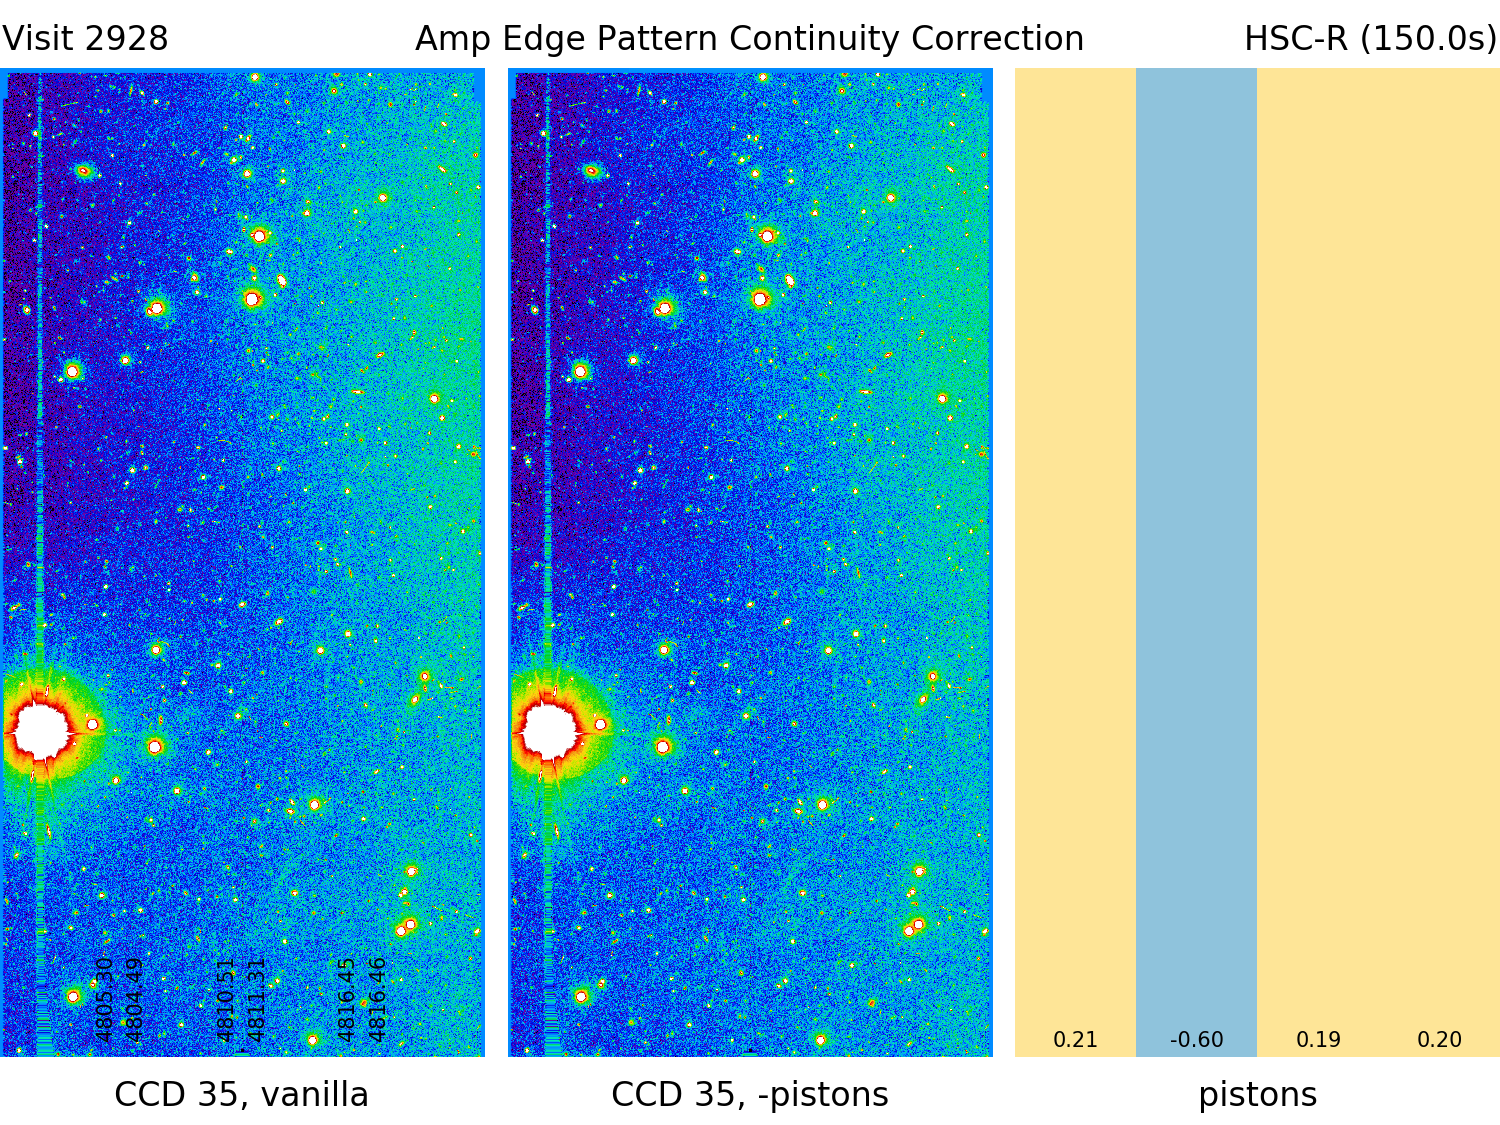 Visit 2928 Amp Edge Pattern Continuity Correction HSC-R (150.0s)
4805.30 4804.49 4810.51 4811.31 4816.45 4816.46
0.21 -0.60 0.19 0.20
CCD 35, vanilla CCD 35, -pistons pistons